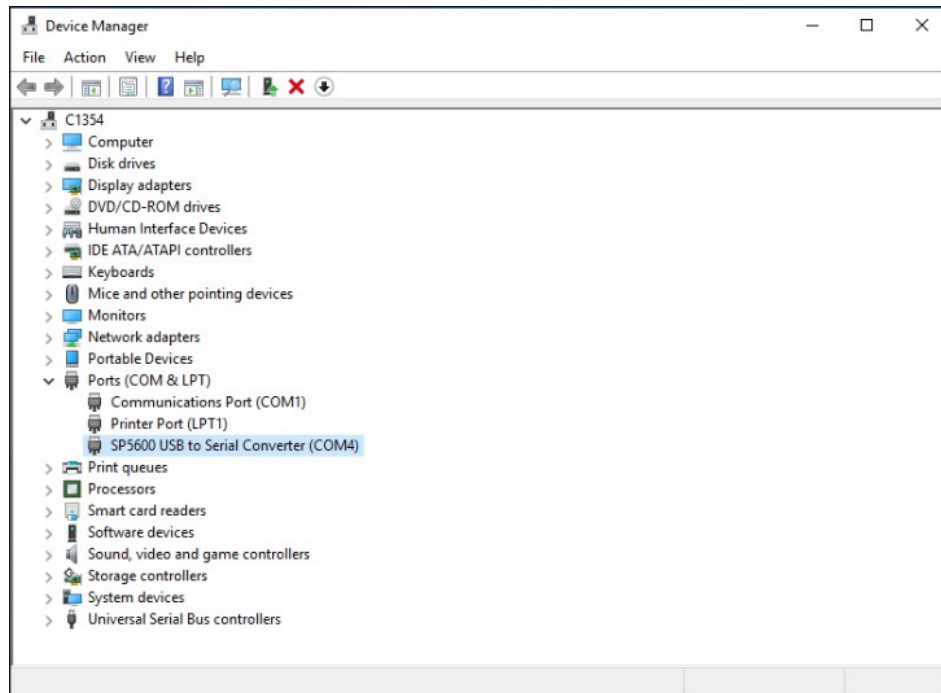 Device Manager
File Action View Help
C1354
Computer
Disk drives
Display adapters
DVD/CD-ROM drives
Human Interface Devices
IDE ATA/ATAPI controllers
Keyboards
Mice and other pointing devices
Monitors
Network adapters
Portable Devices
Ports (COM & LPT)
Communications Port (COM1)
Printer Port (LPT1)
SP5600 USB to Serial Converter (COM4)
Print queues
Processors
Smart card readers
Software devices
Sound, video and game controllers
Storage controllers
System devices
Universal Serial Bus controllers